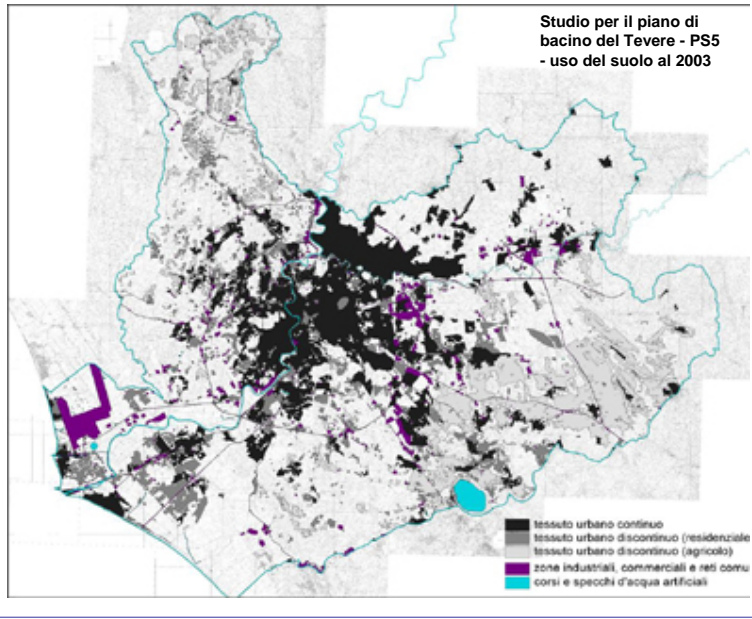 Studio per il piano di
bacino del Tevere - PS5
- uso del suolo al 2003
tessuto urbano continuo
tessuto urbano discontinuo (residenziale
tessuto urbano discontinuo (agricolo)
zone industriali, commerciali e reti comu
corsi e specchi d'acqua artificiali